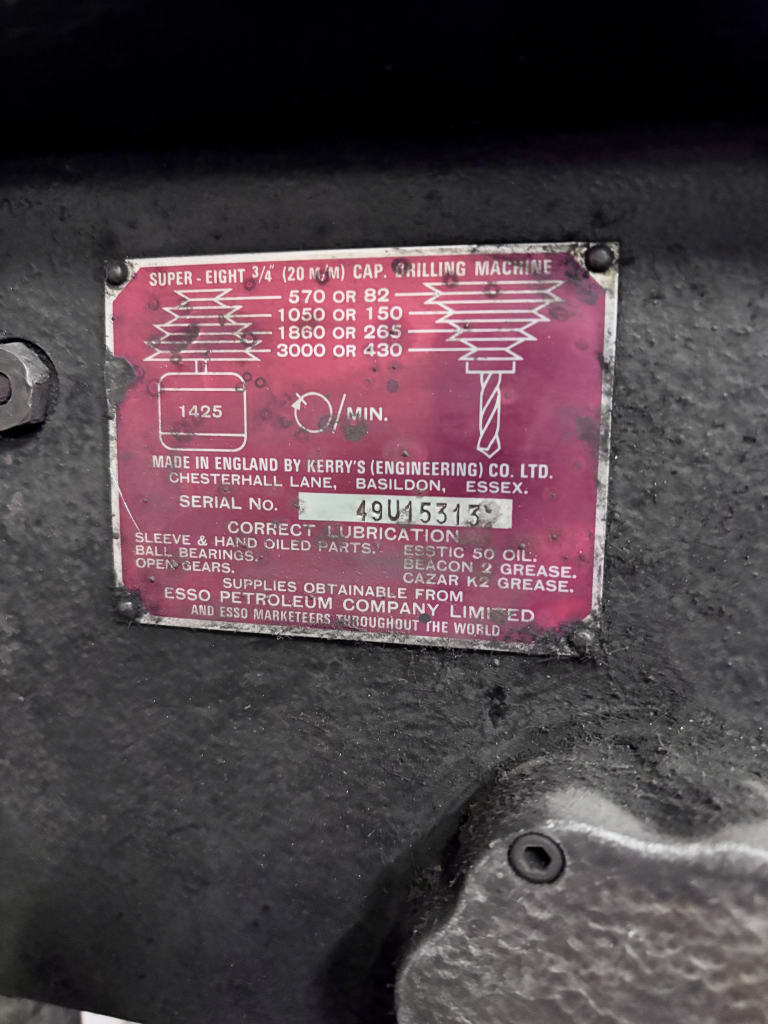 SUPER - EIGHT 3/4" (20 M/M) CAP. DRILLING MACHINE
570 OR 82
1050 OR 150
1860 OR 265
3000 OR 430
1425
/MIN.
MADE IN ENGLAND BY KERRY'S (ENGINEERING) CO. LTD.
CHESTERHALL LANE, BASILDON, ESSEX.
SERIAL No. 49U15313
CORRECT LUBRICATION
SLEEVE & HAND OILED PARTS. ESSTIC 50 OIL.
BALL BEARINGS. BEACON 2 GREASE.
OPEN GEARS. CAZAR K2 GREASE.
SUPPLIES OBTAINABLE FROM
ESSO PETROLEUM COMPANY LIMITED
AND ESSO MARKETEERS THROUGHOUT THE WORLD